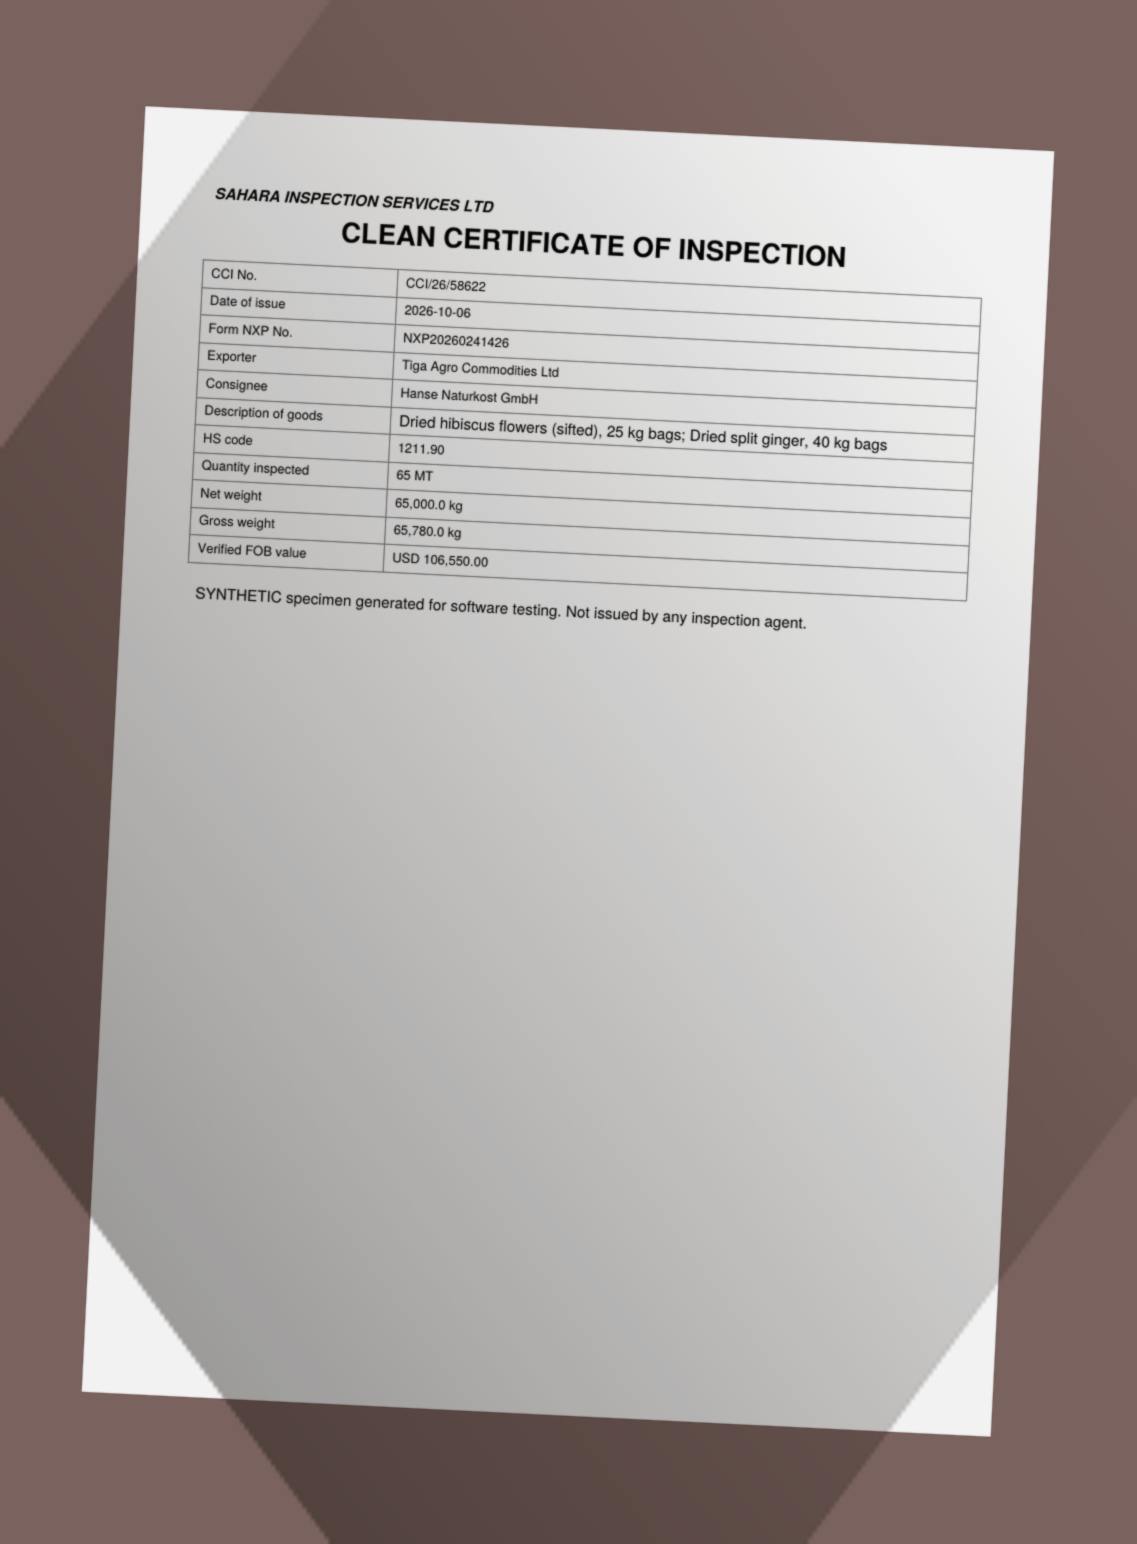 SAHARA INSPECTION SERVICES LTD
CLEAN CERTIFICATE OF INSPECTION
CCI No. CCI/26/58622
Date of issue 2026-10-06
Form NXP No. NXP20260241426
Exporter Tiga Agro Commodities Ltd
Consignee Hanse Naturkost GmbH
Description of goods Dried hibiscus flowers (sifted), 25 kg bags; Dried split ginger, 40 kg bags
HS code 1211.90
Quantity inspected 65 MT
Net weight 65,000.0 kg
Gross weight 65,780.0 kg
Verified FOB value USD 106,550.00
SYNTHETIC specimen generated for software testing. Not issued by any inspection agent.